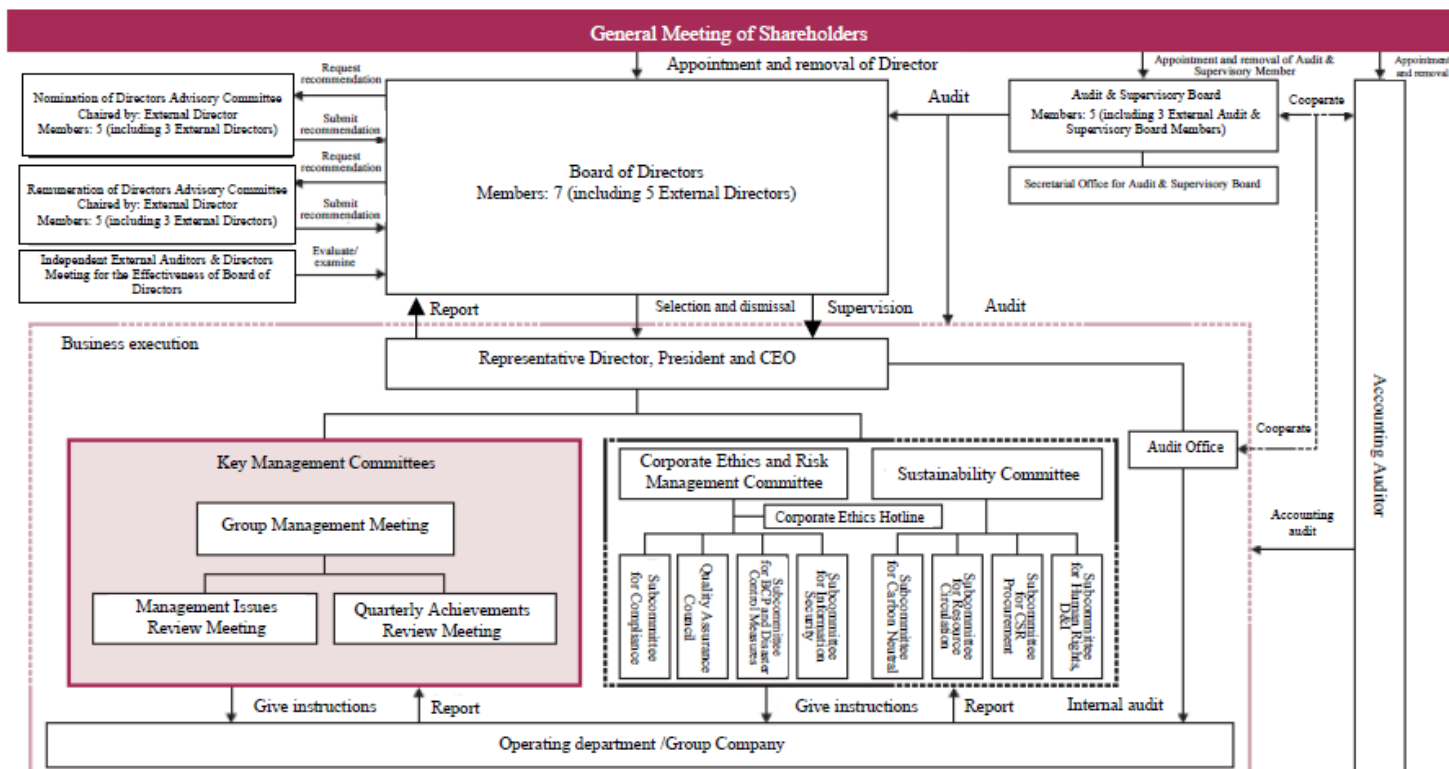 General Meeting of Shareholders
Request
recommendation
Appointment and removal of Director
Appointment and removal of Audit &
Supervisory Member
Appointment
and removal
Nomination of Directors Advisory Committee
Chaired by: External Director
Members: 5 (including 3 External Directors)
Submit
recommendation
Audit
Audit & Supervisory Board
Members: 5 (including 3 External Audit &
Supervisory Board Members)
Cooperate
Request
recommendation
Board of Directors
Members: 7 (including 5 External Directors)
Remuneration of Directors Advisory Committee
Chaired by: External Director
Members: 5 (including 3 External Directors)
Submit
recommendation
Secretarial Office for Audit & Supervisory Board
Evaluate/
examine
Independent External Auditors & Directors
Meeting for the Effectiveness of Board of
Directors
Report
Selection and dismissal
Supervision
Audit
Business execution
Representative Director, President and CEO
Accounting Auditor
Key Management Committees
Corporate Ethics and Risk
Management Committee
Sustainability Committee
Audit Office
Cooperate
Group Management Meeting
Corporate Ethics Hotline
Accounting
audit
Management Issues
Review Meeting
Quarterly Achievements
Review Meeting
Subcommittee
for Compliance
Quality Assurance
Council
Subcommittee
for BCP and Disaster
Control Measures
Subcommittee
for Information
Security
Subcommittee
for Carbon Neutral
Subcommittee
for Resource
Circulation
Subcommittee
for CSR
Procurement
Subcommittee
for Human Rights,
D&I
Give instructions
Report
Give instructions
Report
Internal audit
Operating department /Group Company